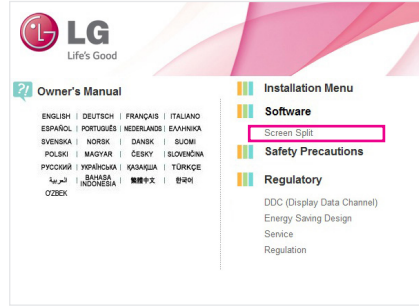 LG
Life's Good
Owner's Manual
ENGLISH | DEUTSCH | FRANÇAIS | ITALIANO
ESPAÑOL | PORTUGUÊS | NEDERLANDS | ΕΛΛΗΝΙΚΑ
SVENSKA | NORSK | DANSK | SUOMI
POLSKI | MAGYAR | ČESKY | SLOVENČINA
РУССКИЙ | УКРАЇНСЬКА | ҚАЗАҚША | TÜRKÇE
العربية | BAHASA INDONESIA | 繁體中文 | 한국어
O'ZBEK
Installation Menu
Software
Screen Split
Safety Precautions
Regulatory
DDC (Display Data Channel)
Energy Saving Design
Service
Regulation